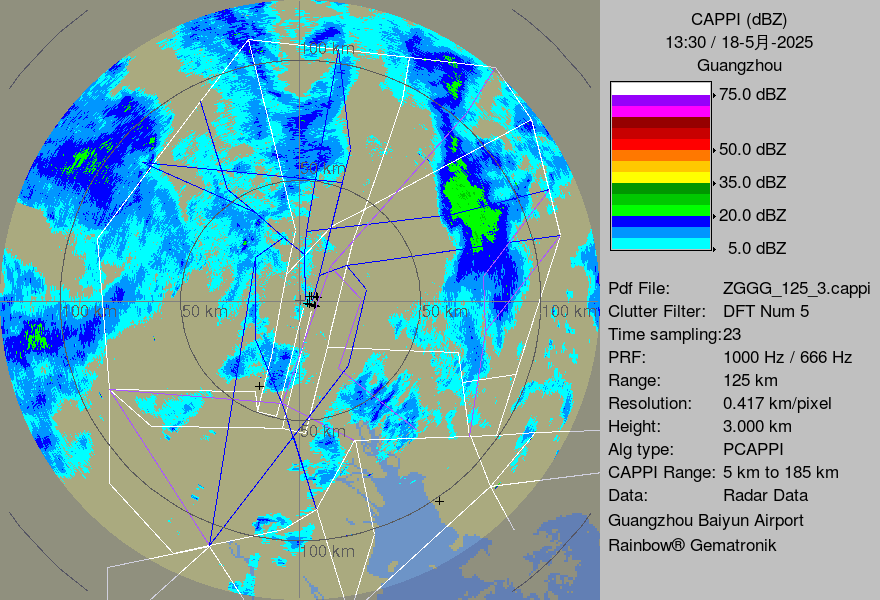 CAPPI (dBZ)
13:30 / 18-5月-2025
Guangzhou
75.0 dBZ
50.0 dBZ
35.0 dBZ
20.0 dBZ
5.0 dBZ
Pdf File: ZGGG_125_3.cappi
Clutter Filter: DFT Num 5
Time sampling:23
PRF: 1000 Hz / 666 Hz
Range: 125 km
Resolution: 0.417 km/pixel
Height: 3.000 km
Alg type: PCAPPI
CAPPI Range: 5 km to 185 km
Data: Radar Data
Guangzhou Baiyun Airport
Rainbow® Gematronik
100 km
50 km
100 km
50 km
50 km
100 km
50 km
100 km